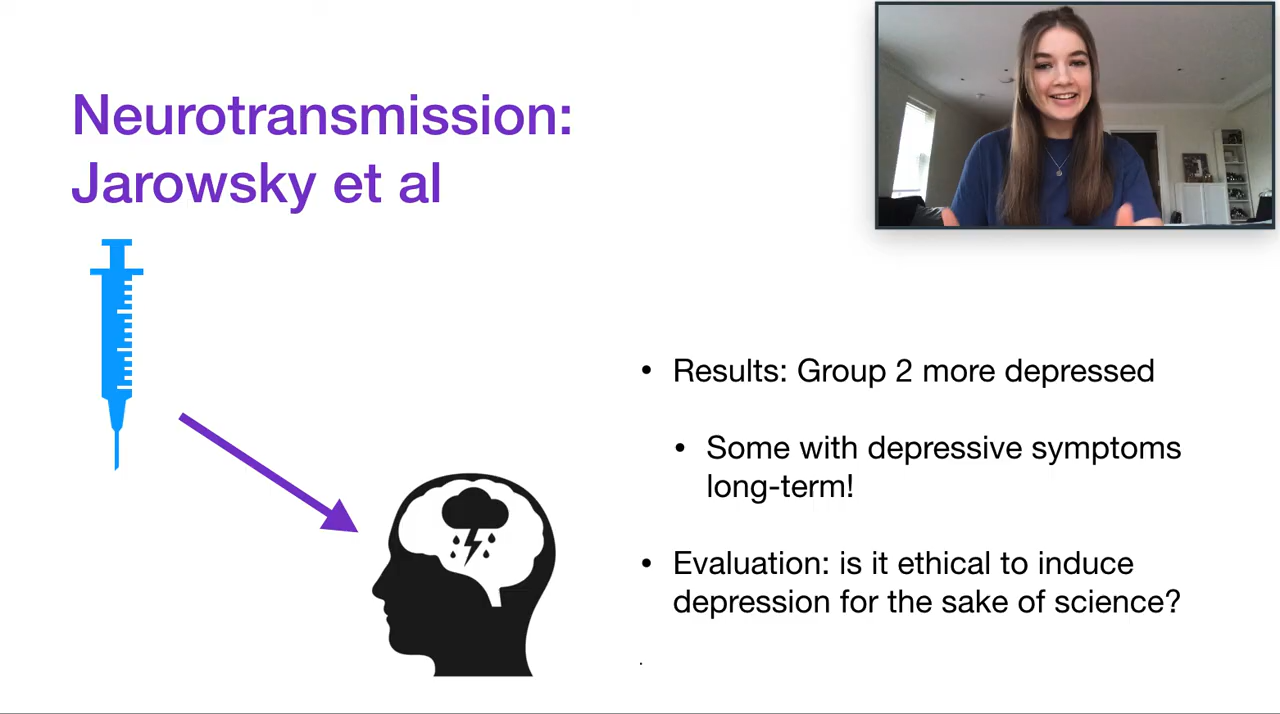 Neurotransmission:
Jarowsky et al
• Results: Group 2 more depressed
• Some with depressive symptoms
long-term!
• Evaluation: is it ethical to induce
depression for the sake of science?
.